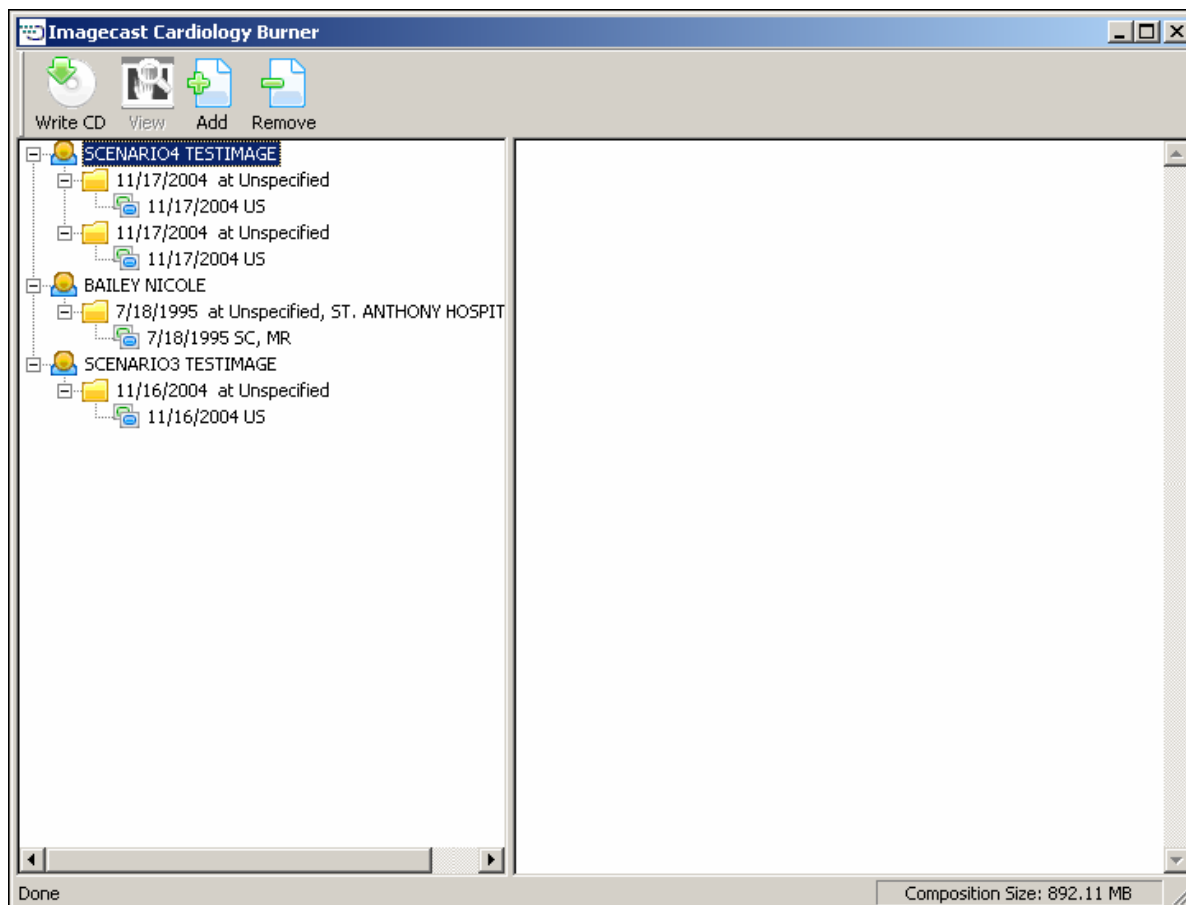 Imagecast Cardiology Burner
Write CD View Add Remove
SCENARIO4 TESTIMAGE
11/17/2004 at Unspecified
11/17/2004 US
11/17/2004 at Unspecified
11/17/2004 US
BAILEY NICOLE
7/18/1995 at Unspecified, ST. ANTHONY HOSPIT
7/18/1995 SC, MR
SCENARIO3 TESTIMAGE
11/16/2004 at Unspecified
11/16/2004 US
Done
Composition Size: 892.11 MB